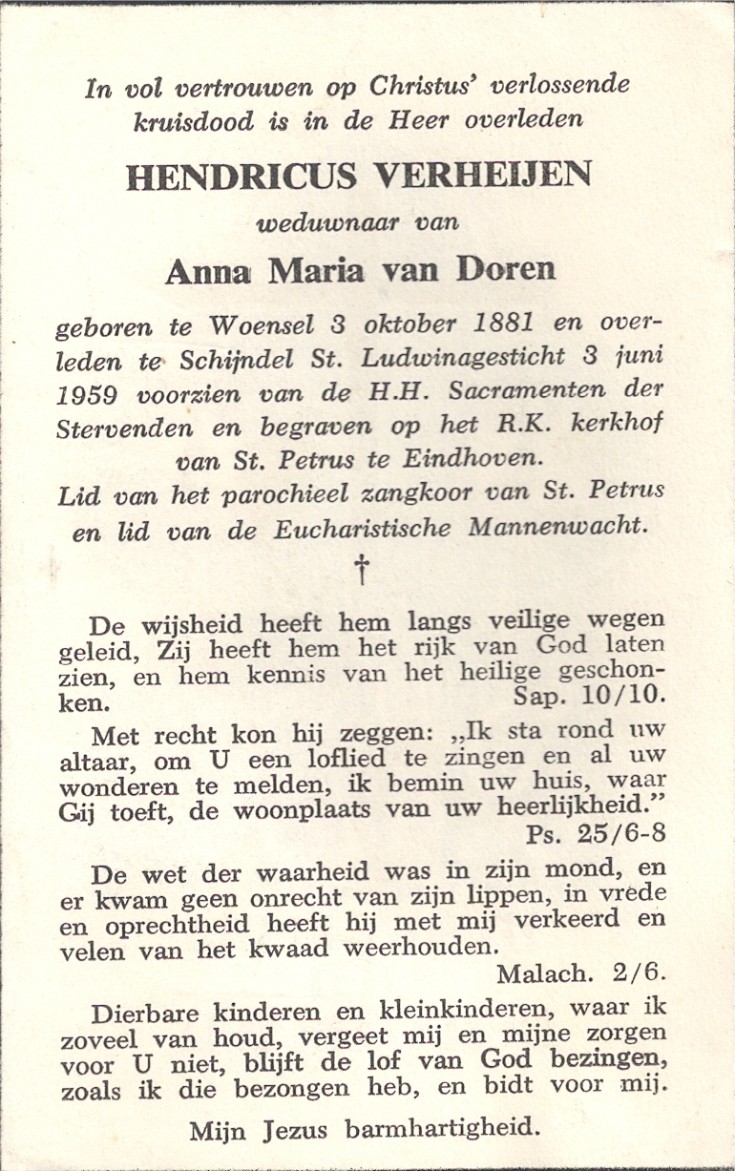 In vol vertrouwen op Christus' verlossende
kruisdood is in de Heer overleden
HENDRICUS VERHEIJEN
weduwnaar van
Anna Maria van Doren
geboren te Woensel 3 oktober 1881 en over-
leden te Schijndel St. Ludwinagesticht 3 juni
1959 voorzien van de H.H. Sacramenten der
Stervenden en begraven op het R.K. kerkhof
van St. Petrus te Eindhoven.
Lid van het parochieel zangkoor van St. Petrus
en lid van de Eucharistische Mannenwacht.
†
De wijsheid heeft hem langs veilige wegen
geleid, Zij heeft hem het rijk van God laten
zien, en hem kennis van het heilige geschon-
ken. Sap. 10/10.
Met recht kon hij zeggen: „Ik sta rond uw
altaar, om U een loflied te zingen en al uw
wonderen te melden, ik bemin uw huis, waar
Gij toeft, de woonplaats van uw heerlijkheid.”
Ps. 25/6-8
De wet der waarheid was in zijn mond, en
er kwam geen onrecht van zijn lippen, in vrede
en oprechtheid heeft hij met mij verkeerd en
velen van het kwaad weerhouden.
Malach. 2/6.
Dierbare kinderen en kleinkinderen, waar ik
zoveel van houd, vergeet mij en mijne zorgen
voor U niet, blijft de lof van God bezingen,
zoals ik die bezongen heb, en bidt voor mij.
Mijn Jezus barmhartigheid.